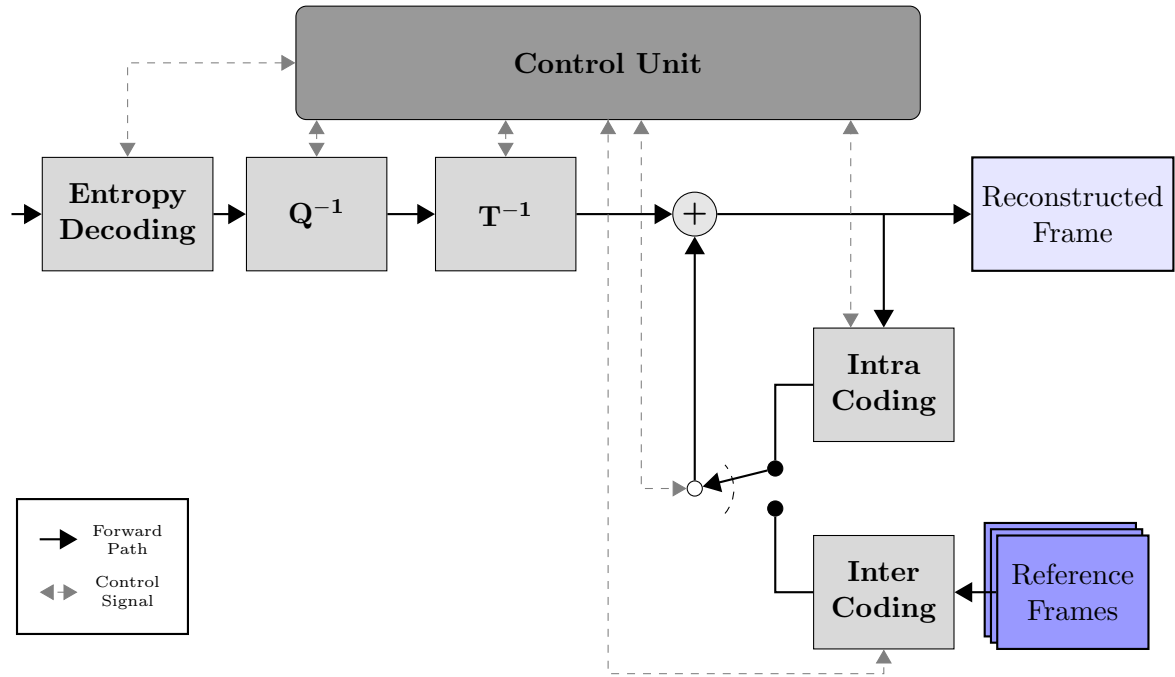 Control Unit
Entropy
Decoding
Q⁻¹
T⁻¹
+
Reconstructed
Frame
Intra
Coding
Inter
Coding
Reference
Frames
Forward
Path
Control
Signal